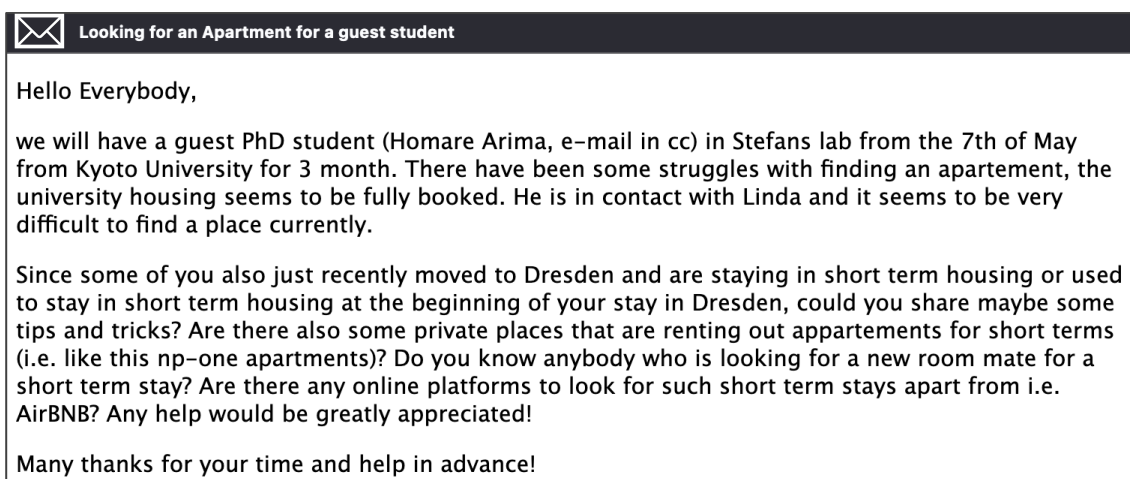 Looking for an Apartment for a guest student
Hello Everybody,
we will have a guest PhD student (Homare Arima, e-mail in cc) in Stefans lab from the 7th of May
from Kyoto University for 3 month. There have been some struggles with finding an apartement, the
university housing seems to be fully booked. He is in contact with Linda and it seems to be very
difficult to find a place currently.
Since some of you also just recently moved to Dresden and are staying in short term housing or used
to stay in short term housing at the beginning of your stay in Dresden, could you share maybe some
tips and tricks? Are there also some private places that are renting out appartements for short terms
(i.e. like this np-one apartments)? Do you know anybody who is looking for a new room mate for a
short term stay? Are there any online platforms to look for such short term stays apart from i.e.
AirBNB? Any help would be greatly appreciated!
Many thanks for your time and help in advance!